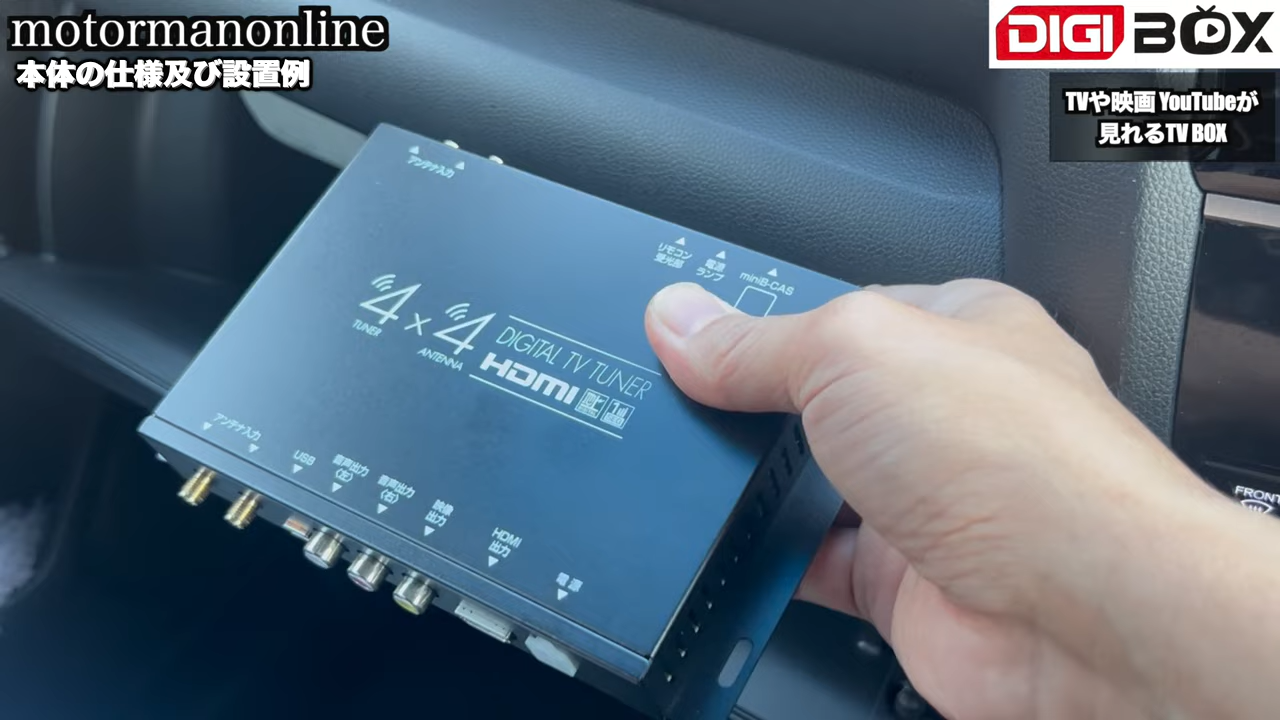 motormanonline
本体の仕様及び設置例
DIGI BOX
TVや映画 YouTubeが
見れるTV BOX
アンテナ入力
リモコン
受光部
電源
ランプ
miniB-CAS
4 x 4
TUNER
ANTENNA
DIGITAL TV TUNER
HDMI
アンテナ入力
USB
音声出力
(左)
音声出力
(右)
映像
出力
HDMI
出力
電源
FRONT